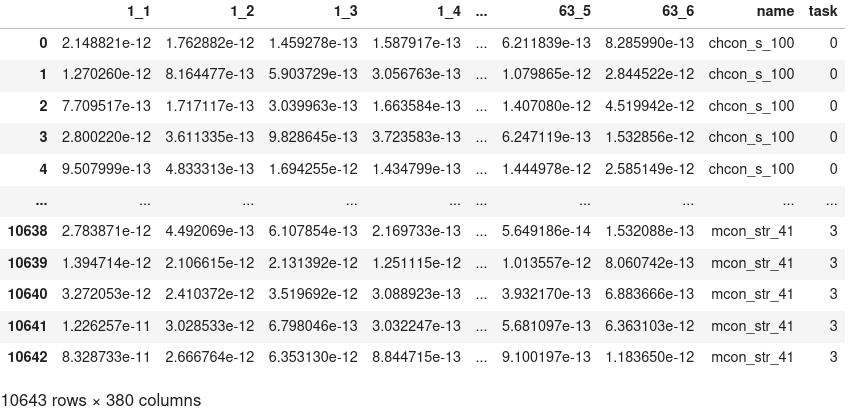 1_1 1_2 1_3 1_4 ... 63_5 63_6 name task
0 2.148821e-12 1.762882e-12 1.459278e-13 1.587917e-13 ... 6.211839e-13 8.285990e-13 chcon_s_100 0
1 1.270260e-12 8.164477e-13 5.903729e-13 3.056763e-13 ... 1.079865e-12 2.844522e-12 chcon_s_100 0
2 7.709517e-13 1.717117e-13 3.039963e-13 1.663584e-13 ... 1.407080e-12 4.519942e-12 chcon_s_100 0
3 2.800220e-12 3.611335e-13 9.828645e-13 3.723583e-13 ... 6.247119e-13 1.532856e-12 chcon_s_100 0
4 9.507999e-13 4.833313e-13 1.694255e-12 1.434799e-13 ... 1.444978e-12 2.585149e-12 chcon_s_100 0
... ... ... ... ... ... ... ... ... ...
10638 2.783871e-12 4.492069e-13 6.107854e-13 2.169733e-13 ... 5.649186e-14 1.532088e-13 mcon_str_41 3
10639 1.394714e-12 2.106615e-12 2.131392e-12 1.251115e-12 ... 1.013557e-12 8.060742e-13 mcon_str_41 3
10640 3.272053e-12 2.410372e-12 3.519692e-12 3.088923e-13 ... 3.932170e-13 6.883666e-13 mcon_str_41 3
10641 1.226257e-11 3.028533e-12 6.798046e-13 3.032247e-13 ... 5.681097e-13 6.363103e-12 mcon_str_41 3
10642 8.328733e-11 2.666764e-12 6.353130e-12 8.844715e-13 ... 9.100197e-13 1.183650e-12 mcon_str_41 3
10643 rows × 380 columns